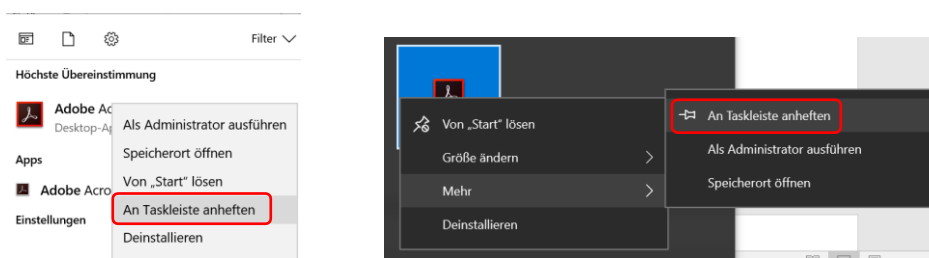 Filter
Höchste Übereinstimmung
Adobe Ac
Desktop-A
Als Administrator ausführen
Speicherort öffnen
Apps
Von „Start" lösen
Adobe Acro
An Taskleiste anheften
Einstellungen
Deinstallieren
Von „Start" lösen
Größe ändern
Mehr
Deinstallieren
An Taskleiste anheften
Als Administrator ausführen
Speicherort öffnen